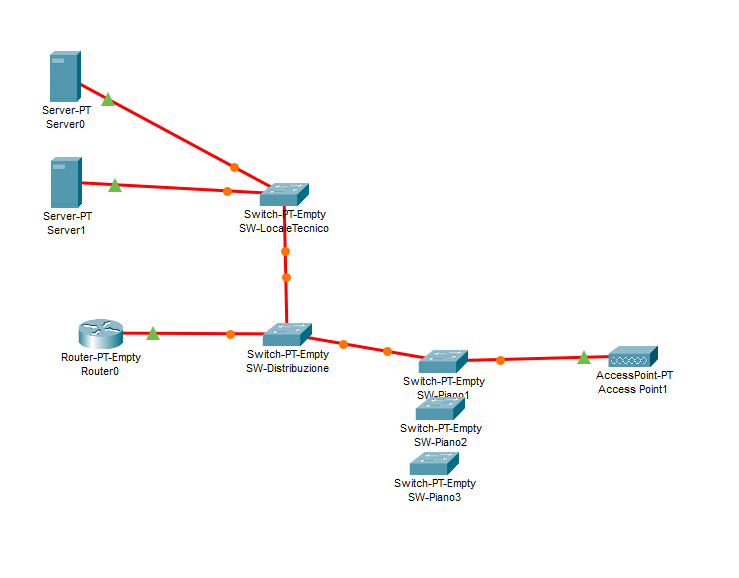 Server-PT
Server0
Server-PT
Server1
Switch-PT-Empty
SW-LocaleTecnico
Router-PT-Empty
Router0
Switch-PT-Empty
SW-Distribuzione
Switch-PT-Empty
SW-Piano1
AccessPoint-PT
Access Point1
Switch-PT-Empty
SW-Piano2
Switch-PT-Empty
SW-Piano3